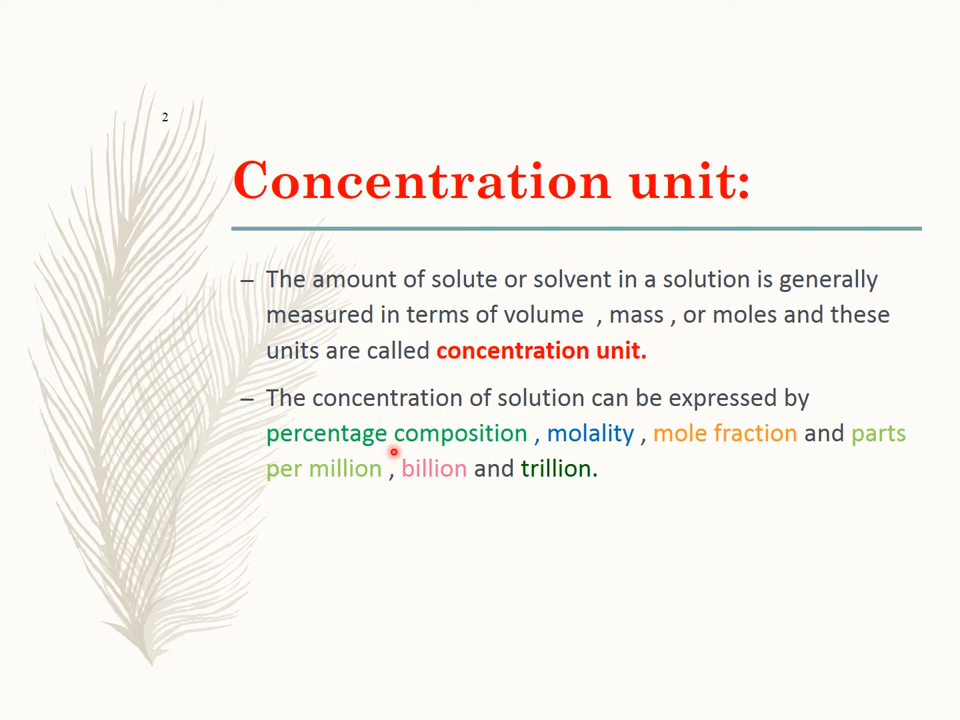 2
Concentration unit:
– The amount of solute or solvent in a solution is generally
measured in terms of volume , mass , or moles and these
units are called concentration unit.
– The concentration of solution can be expressed by
percentage composition , molality , mole fraction and parts
per million , billion and trillion.